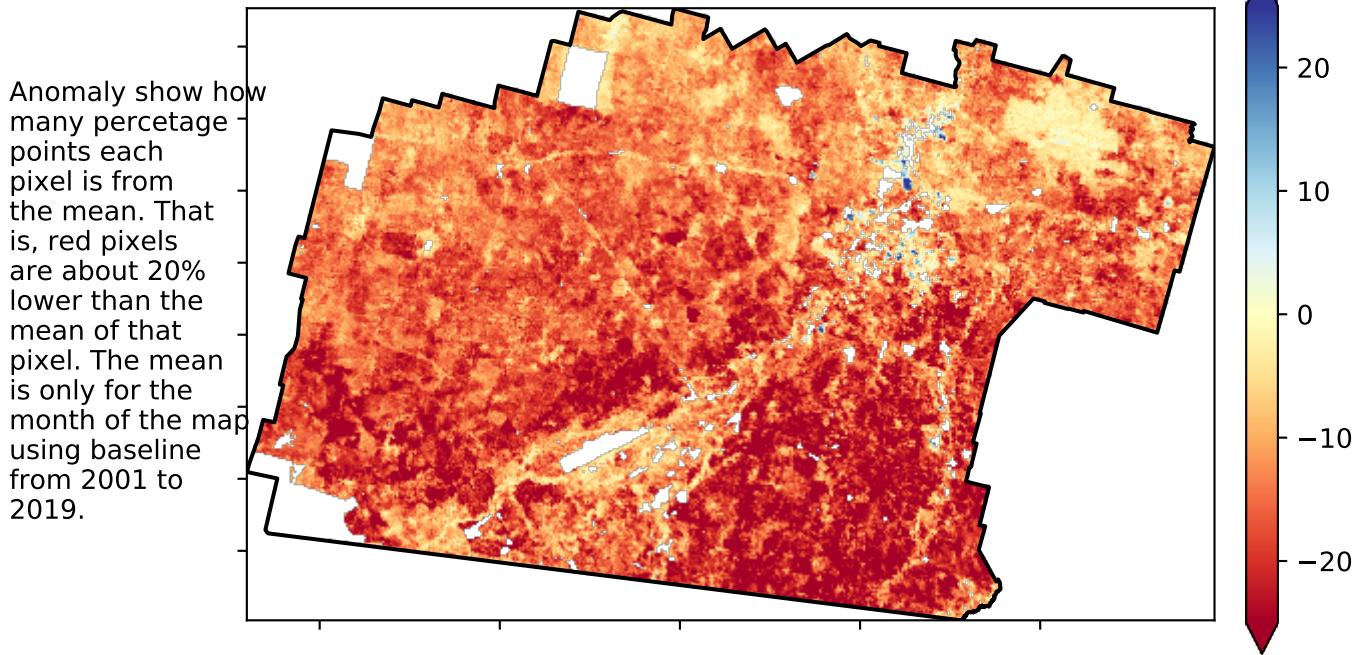 Anomaly show how
many percetage
points each
pixel is from
the mean. That
is, red pixels
are about 20%
lower than the
mean of that
pixel. The mean
is only for the
month of the map
using baseline
from 2001 to
2019.
20
10
0
−10
−20